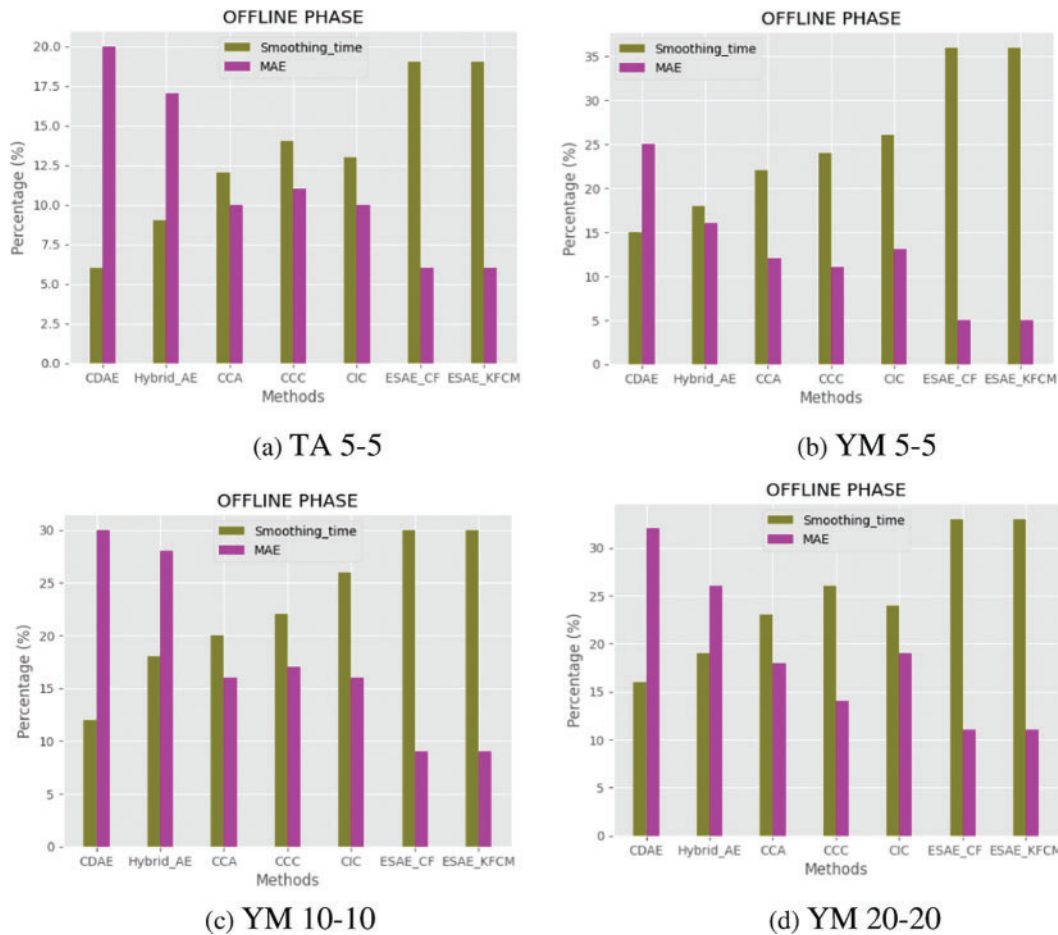 OFFLINE PHASE
Smoothing_time
MAE
Percentage (%)
20.0
17.5
15.0
12.5
10.0
7.5
5.0
2.5
0.0
CDAE Hybrid_AE CCA CCC CIC ESAE_CF ESAE_KFCM
Methods
(a) TA 5-5
OFFLINE PHASE
Smoothing_time
MAE
Percentage (%)
35
30
25
20
15
10
5
0
CDAE Hybrid_AE CCA CCC CIC ESAE_CF ESAE_KFCM
Methods
(b) YM 5-5
OFFLINE PHASE
Smoothing_time
MAE
Percentage (%)
30
25
20
15
10
5
0
CDAE Hybrid_AE CCA CCC CIC ESAE_CF ESAE_KFCM
Methods
(c) YM 10-10
OFFLINE PHASE
Smoothing_time
MAE
Percentage (%)
30
25
20
15
10
5
0
CDAE Hybrid_AE CCA CCC CIC ESAE_CF ESAE_KFCM
Methods
(d) YM 20-20